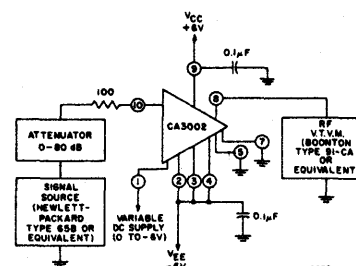 VCC
+6V
0.1µF
9
100
10
8
CA3002
ATTENUATOR
0-80 dB
7
5
RF
V.T.V.M.
(BOONTON
TYPE 91-CA
OR
EQUIVALENT)
1
2
3
4
SIGNAL
SOURCE
(HEWLETT-
PACKARD
TYPE 65B OR
EQUIVALENT)
VARIABLE
DC SUPPLY
(0 TO-6V)
0.1µF
VEE